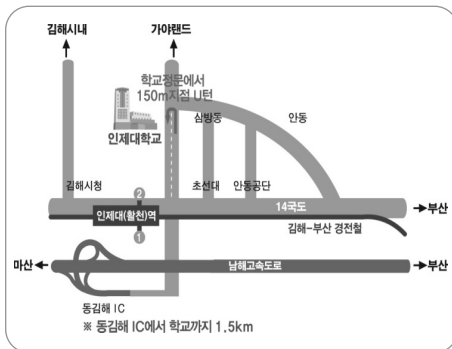 김해시내
가야랜드
학교정문에서
150m지점 U턴
인제대학교
삼방동
안동
김해시청
초선대
안동공단
2
14국도
부산
인제대(활천)역
김해-부산 경전철
1
마산
남해고속도로
부산
동김해 IC
※ 동김해 IC에서 학교까지 1.5km